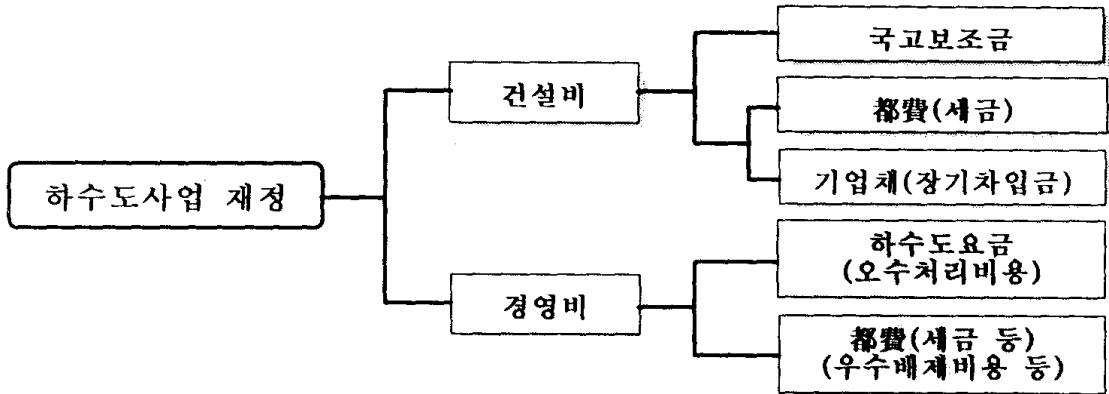 하수도사업 재정
건설비
국고보조금
都費(세금)
기업채(장기차입금)
경영비
하수도요금
(오수처리비용)
都費(세금 등)
(우수배제비용 등)